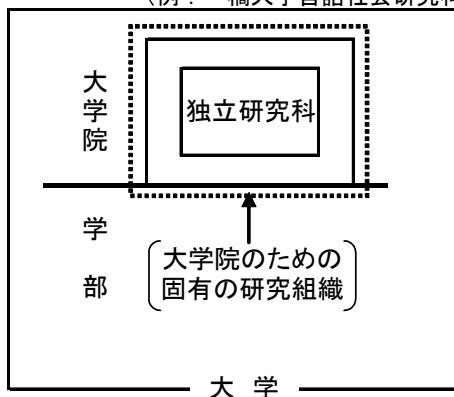 大学院
独立研究科
学部
大学院のための
固有の研究組織
大学